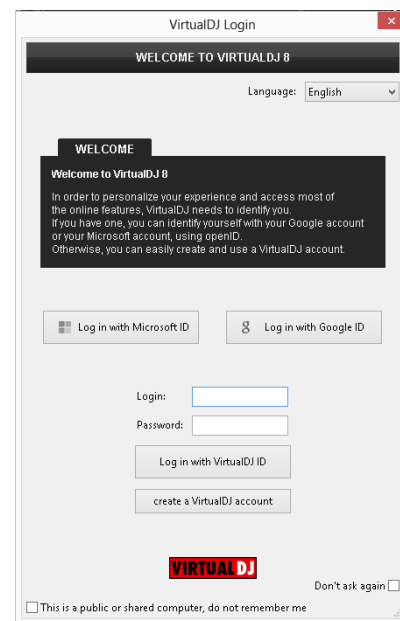 VirtualDJ Login
WELCOME TO VIRTUALDJ 8
Language: English
WELCOME
Welcome to VirtualDJ 8
In order to personalize your experience and access most of
the online features, VirtualDJ needs to identify you.
If you have one, you can identify yourself with your Google account
or your Microsoft account, using openID.
Otherwise, you can easily create and use a VirtualDJ account.
Log in with Microsoft ID
g Log in with Google ID
Login:
Password:
Log in with VirtualDJ ID
create a VirtualDJ account
VIRTUAL DJ
Don't ask again
This is a public or shared computer, do not remember me